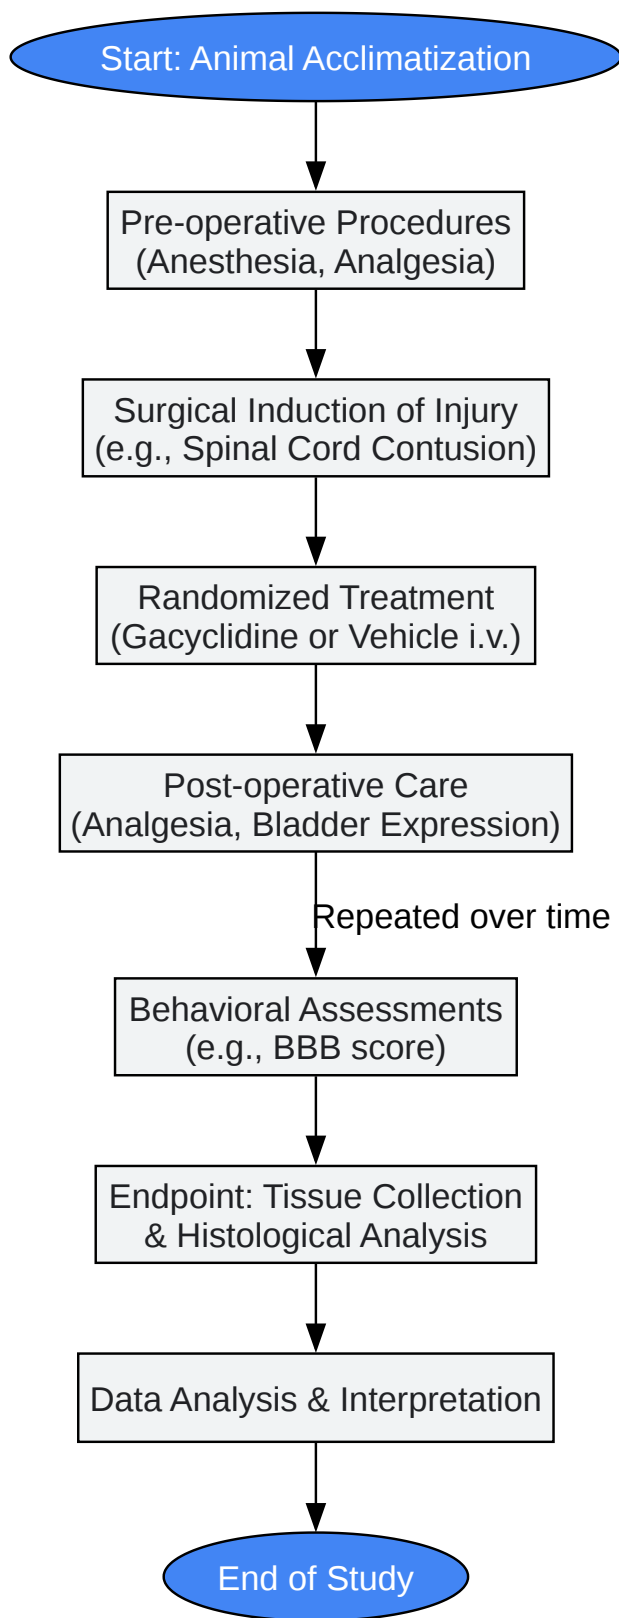 Start: Animal Acclimatization
Pre-operative Procedures
(Anesthesia, Analgesia)
Surgical Induction of Injury
(e.g., Spinal Cord Contusion)
Randomized Treatment
(Gacyclidine or Vehicle i.v.)
Post-operative Care
(Analgesia, Bladder Expression)
Repeated over time
Behavioral Assessments
(e.g., BBB score)
Endpoint: Tissue Collection
& Histological Analysis
Data Analysis & Interpretation
End of Study